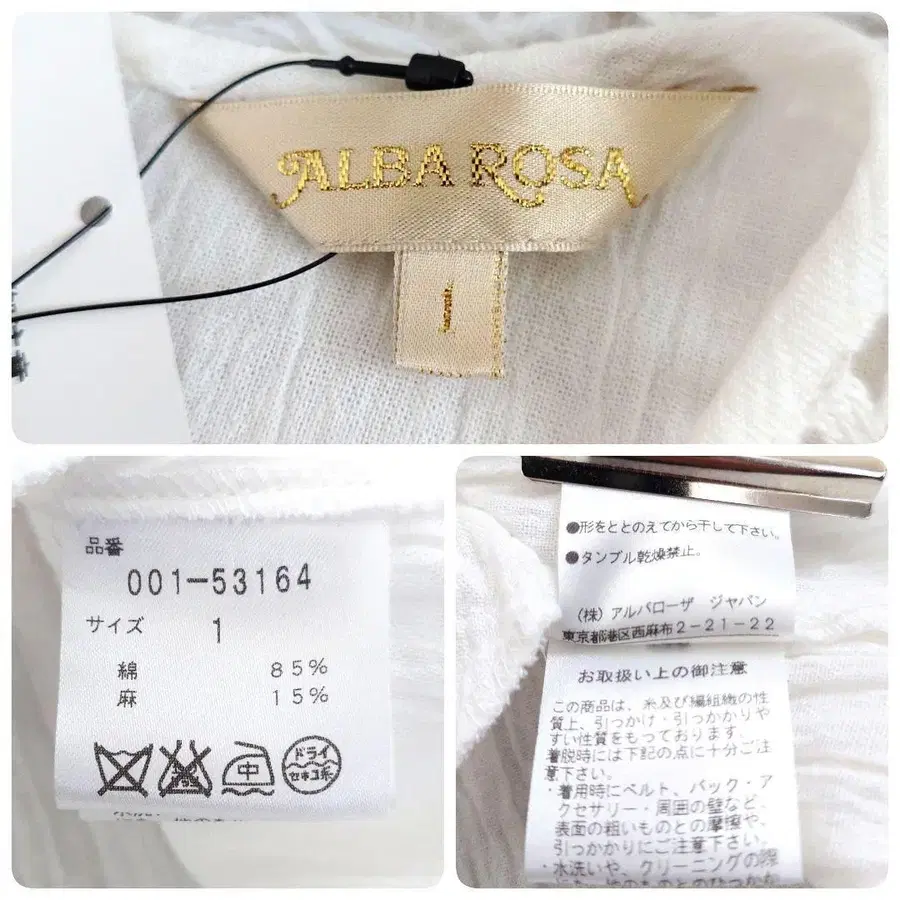 ALBA ROSA
1
品番
001-53164
サイズ 1
綿 85%
麻 15%
中
ドライ
セキユ系
●形をととのえてから干して下さい。
●タンブル乾燥禁止。
(株) アルバローザ ジャパン
東京都港区西麻布2-21-22
お取扱い上の御注意
この商品は、糸及び編組織の性
質上、引っかけ・引っかかりや
すい性質をもっております、
着脱時には下記の点に十分ご注
意下さい。
・着用時にベルト、バック・ア
クセサリー・周囲の壁など、
表面の粗いものとの摩擦や、
引っかかりにご注意下さい。
・水洗いや、クリーニングの際